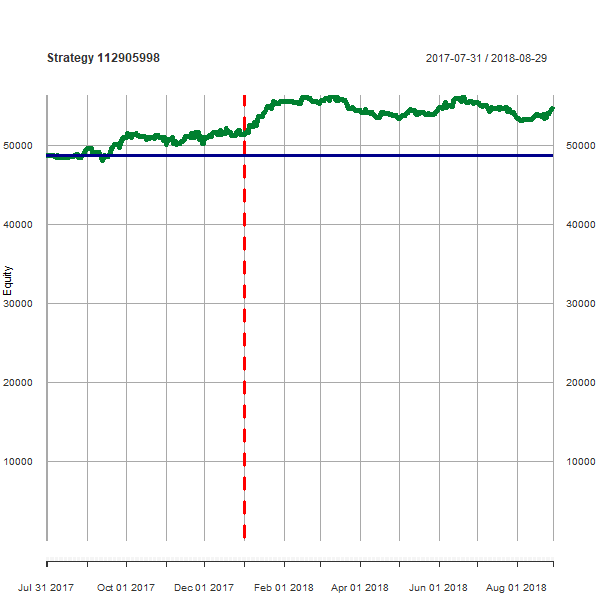 Strategy 112905998
2017-07-31 / 2018-08-29
50000
50000
40000
40000
Equity
30000
30000
20000
20000
10000
10000
Jul 31 2017
Oct 01 2017
Dec 01 2017
Feb 01 2018
Apr 01 2018
Jun 01 2018
Aug 01 2018